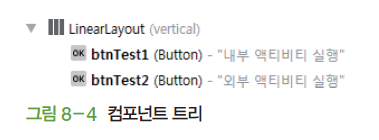 LinearLayout (vertical)
OK btnTest1 (Button) - "내부 액티비티 실행"
OK btnTest2 (Button) - "외부 액티비티 실행"
그림 8-4 컴포넌트 트리